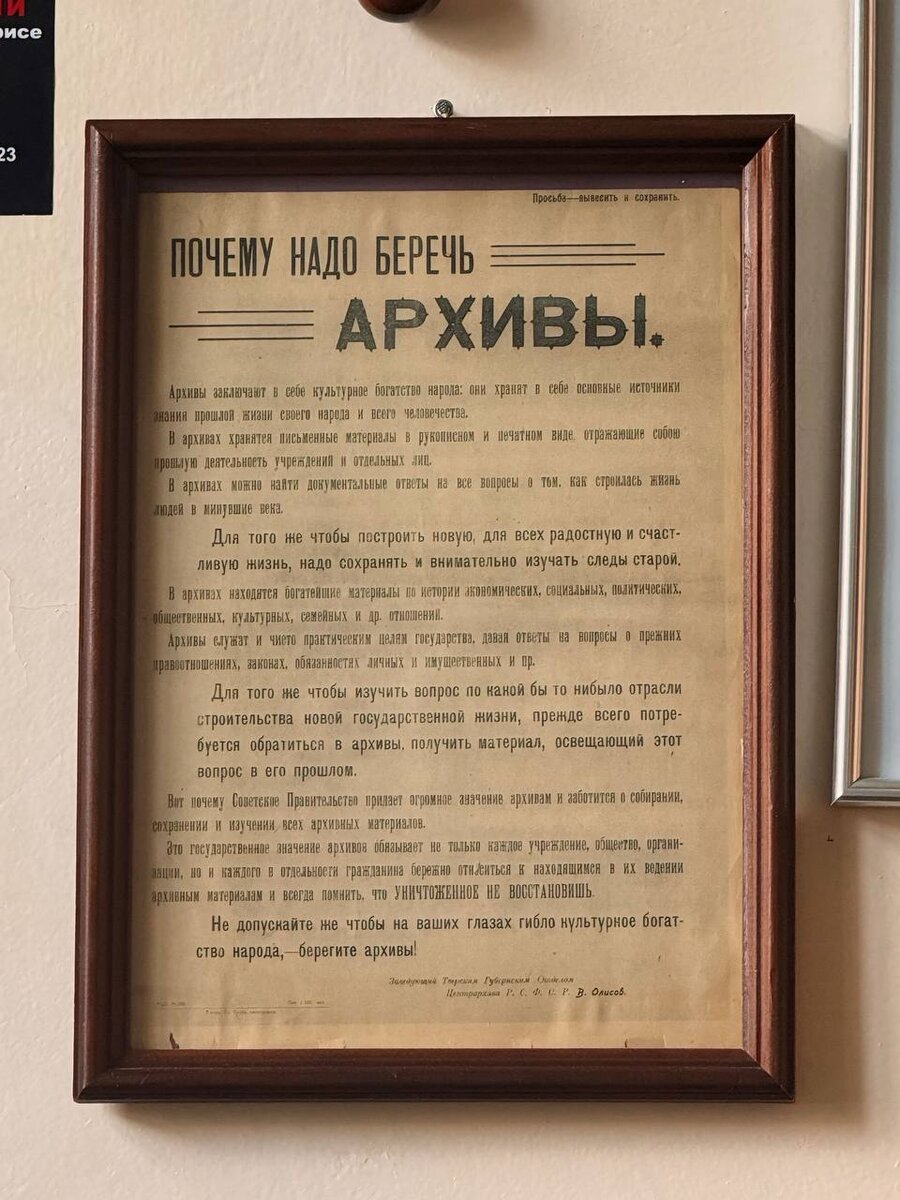 рисе
23
Просьба—вывесить и сохранить.
ПОЧЕМУ НАДО БЕРЕЧЬ
АРХИВЫ.
Архивы заключают в себе культурное богатство народа: они хранят в себе основные источники
знания прошлой жизни своего народа и всего человечества.
В архивах хранятся письменные материалы в рукописном и печатном виде, отражающие собою
прошлую деятельность учреждений и отдельных лиц.
В архивах можно найти документальные ответы на все вопросы о том, как строилась жизнь
людей в минувшие века.
Для того же чтобы построить новую, для всех радостную и счаст-
ливую жизнь, надо сохранять и внимательно изучать следы старой.
В архивах находятся богатейшие материалы по истории экономических, социальных, политических,
общественных, культурных, семейных и др. отношений.
Архивы служат и чисто практическим целям государства, давая ответы на вопросы о прежних
правоотношениях, законах, обязанностях личных и имущественных и пр.
Для того же чтобы изучить вопрос по какой бы то нибыло отрасли
строительства новой государственной жизни, прежде всего потре-
буется обратиться в архивы, получить материал, освещающий этот
вопрос в его прошлом.
Вот почему Советское Правительство придает огромное значение архивам и заботится о собирании,
сохранении и изучении всех архивных материалов.
Это государственное значение архивов обязывает не только каждое учреждение, общество, органи-
зации, но и каждого в отдельности гражданина бережно относиться к находящимся в их ведении
архивным материалам и всегда помнить, что УНИЧТОЖЕННОЕ НЕ ВОССТАНОВИШЬ.
Не допускайте же чтобы на ваших глазах гибло культурное богат-
ство народа,—берегите архивы!
Заведующий Тверским Губернским Отделом
Центрархива Р. С. Ф. С. Р. В. Олисов.